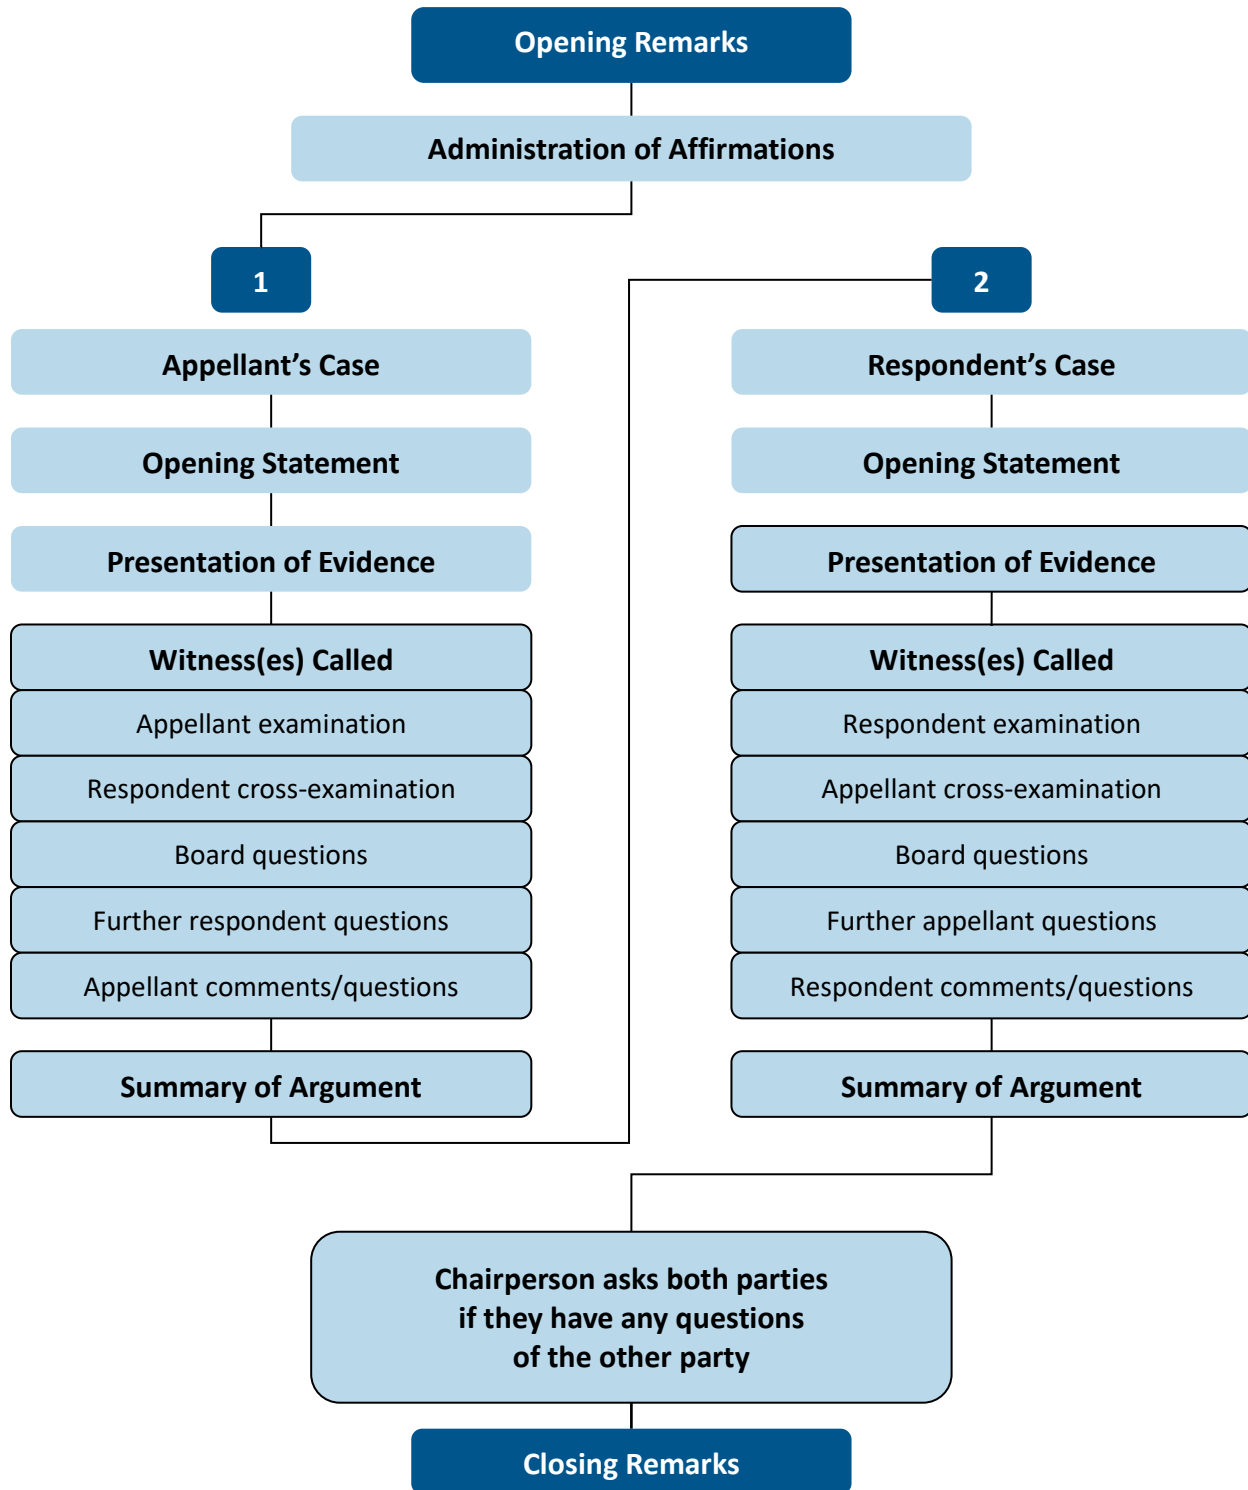 Opening Remarks
Administration of Affirmations
1
Appellant’s Case
Opening Statement
Presentation of Evidence
Witness(es) Called
Appellant examination
Respondent cross-examination
Board questions
Further respondent questions
Appellant comments/questions
Summary of Argument
2
Respondent’s Case
Opening Statement
Presentation of Evidence
Witness(es) Called
Respondent examination
Appellant cross-examination
Board questions
Further appellant questions
Respondent comments/questions
Summary of Argument
Chairperson asks both parties
if they have any questions
of the other party
Closing Remarks